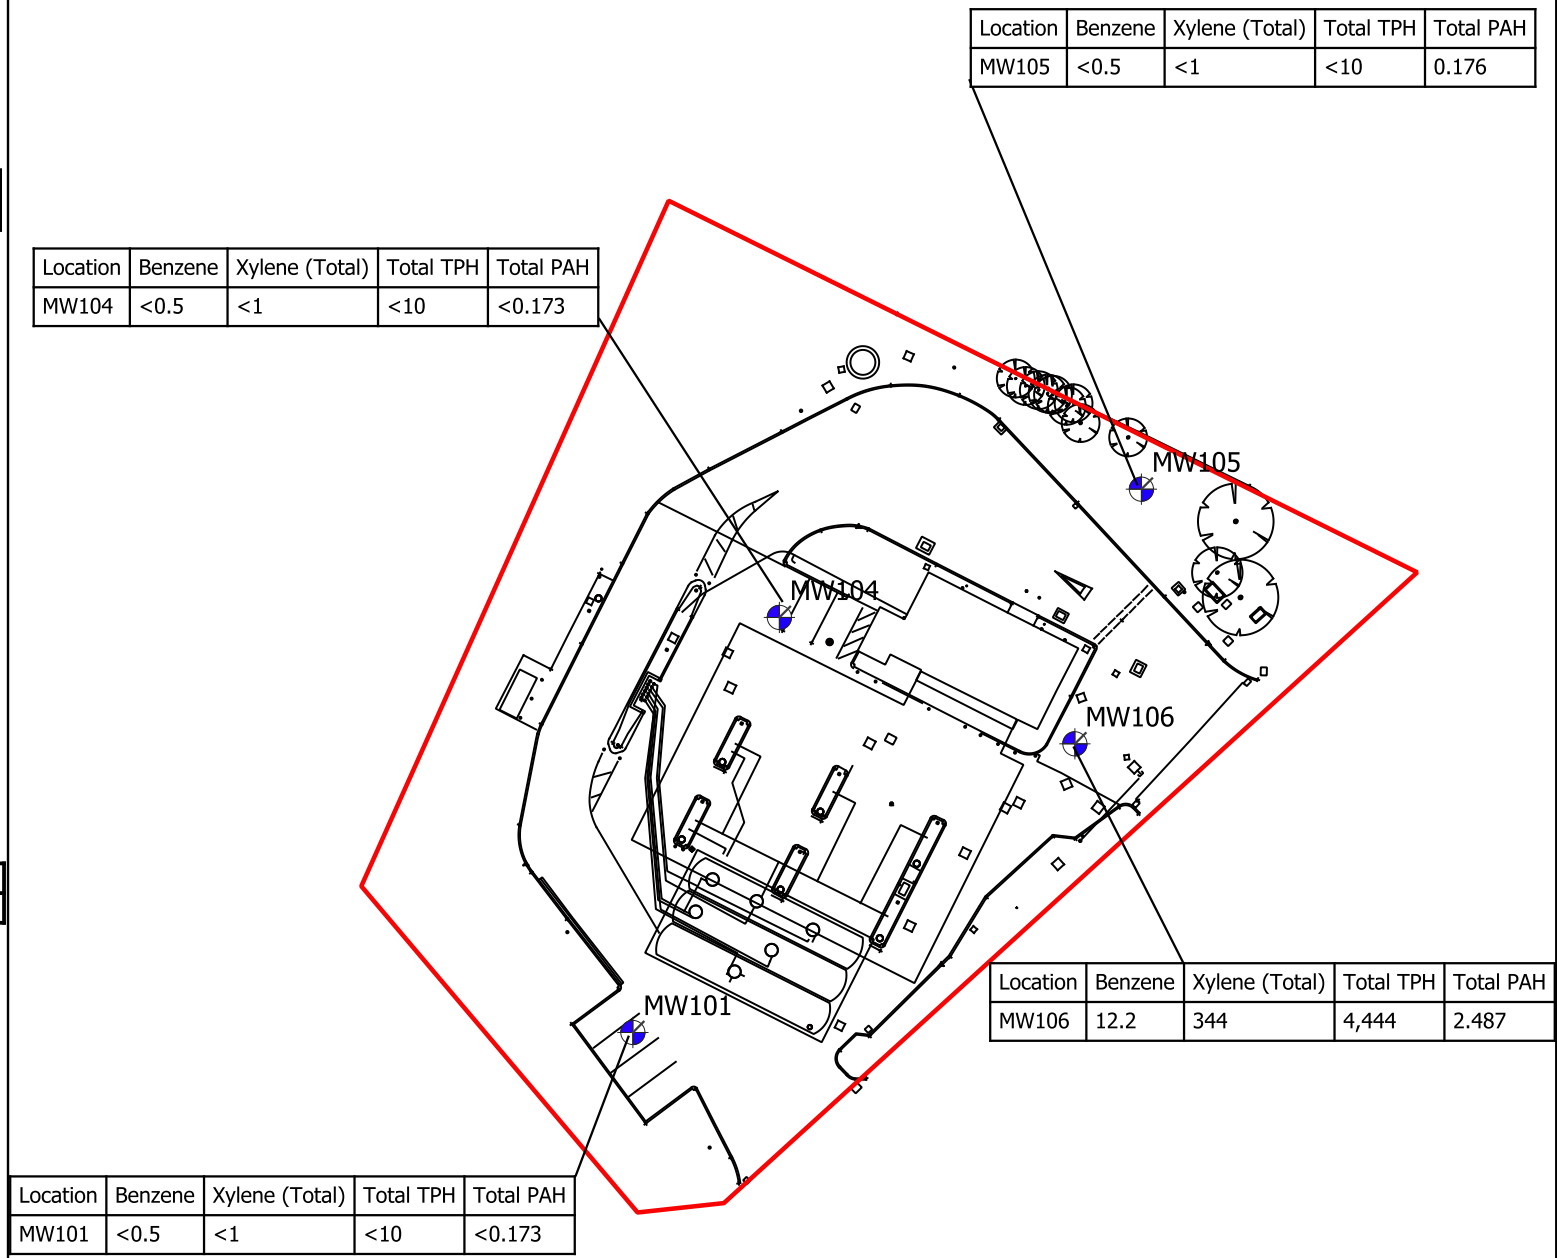 Location Benzene Xylene (Total) Total TPH Total PAH
MW105 <0.5 <1 <10 0.176
Location Benzene Xylene (Total) Total TPH Total PAH
MW104 <0.5 <1 <10 <0.173
MW105
MW104
MW106
Location Benzene Xylene (Total) Total TPH Total PAH
MW106 12.2 344 4,444 2.487
MW101
Location Benzene Xylene (Total) Total TPH Total PAH
MW101 <0.5 <1 <10 <0.173